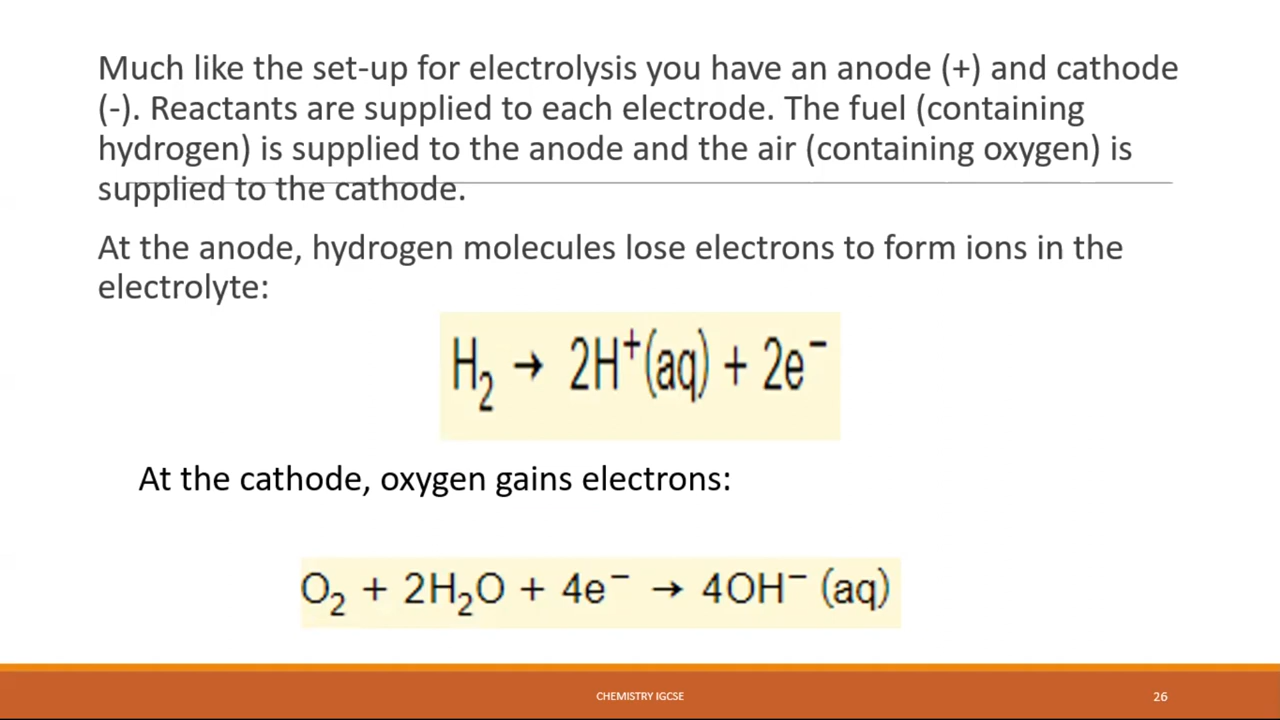 Much like the set-up for electrolysis you have an anode (+) and cathode
(-). Reactants are supplied to each electrode. The fuel (containing
hydrogen) is supplied to the anode and the air (containing oxygen) is
supplied to the cathode.
At the anode, hydrogen molecules lose electrons to form ions in the
electrolyte:
H₂ → 2H⁺(aq) + 2e⁻
At the cathode, oxygen gains electrons:
O₂ + 2H₂O + 4e⁻ → 4OH⁻ (aq)
CHEMISTRY IGCSE
26